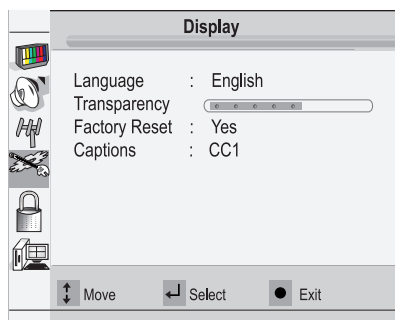 Display
Language : English
Transparency
Factory Reset : Yes
Captions : CC1
Move Select Exit